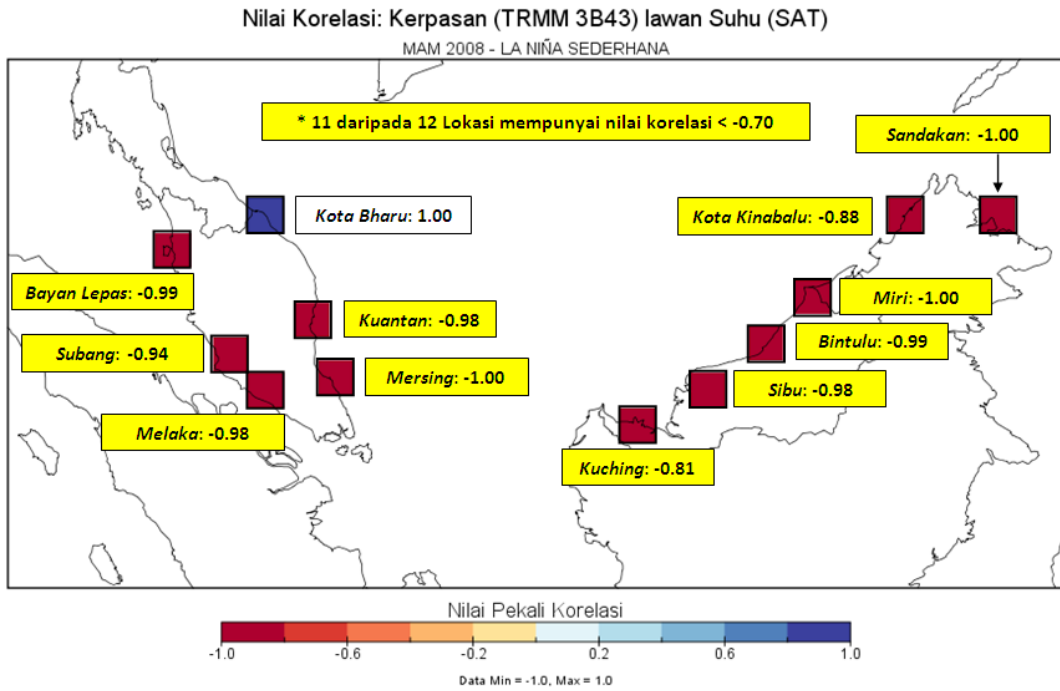 Nilai Korelasi: Kerpasan (TRMM 3B43) lawan Suhu (SAT)
MAM 2008 - LA NIÑA SEDERHANA
* 11 daripada 12 Lokasi mempunyai nilai korelasi < -0.70
Sandakan: -1.00
Kota Bharu: 1.00
Kota Kinabalu: -0.88
Bayan Lepas: -0.99
Miri: -1.00
Kuantan: -0.98
Bintulu: -0.99
Subang: -0.94
Mersing: -1.00
Sibu: -0.98
Melaka: -0.98
Kuching: -0.81
Nilai Pekali Korelasi
-1.0 -0.6 -0.2 0.2 0.6 1.0
Data Min = -1.0, Max = 1.0